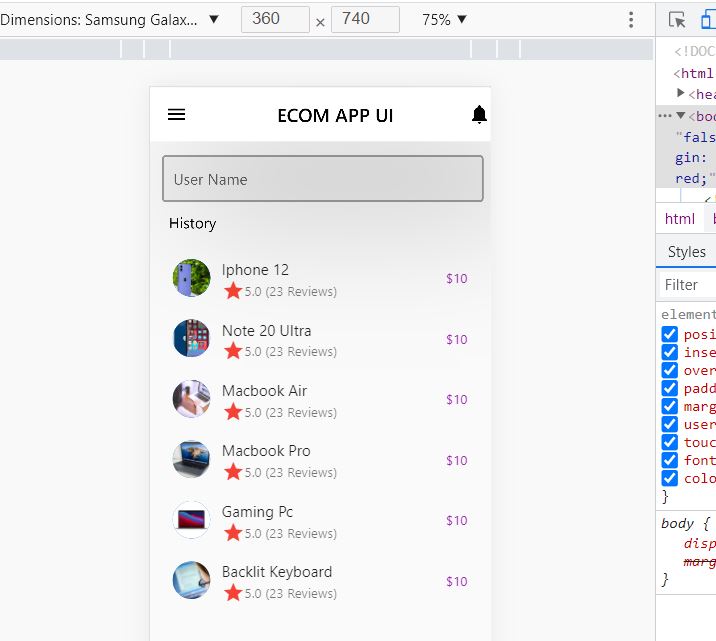 Dimensions: Samsung Galax... ▼ 360 × 740 75% ▼
<!DOC
<html
▶<hea
··· ▼<boo
"fals
gin:
red;"
html
Styles
Filter
element
posi
inse
over
padd
marg
user
touc
font
colo
}
body {
disp
marg
}
ECOM APP UI
User Name
History
Iphone 12
5.0 (23 Reviews)
$10
Note 20 Ultra
5.0 (23 Reviews)
$10
Macbook Air
5.0 (23 Reviews)
$10
Macbook Pro
5.0 (23 Reviews)
$10
Gaming Pc
5.0 (23 Reviews)
$10
Backlit Keyboard
5.0 (23 Reviews)
$10